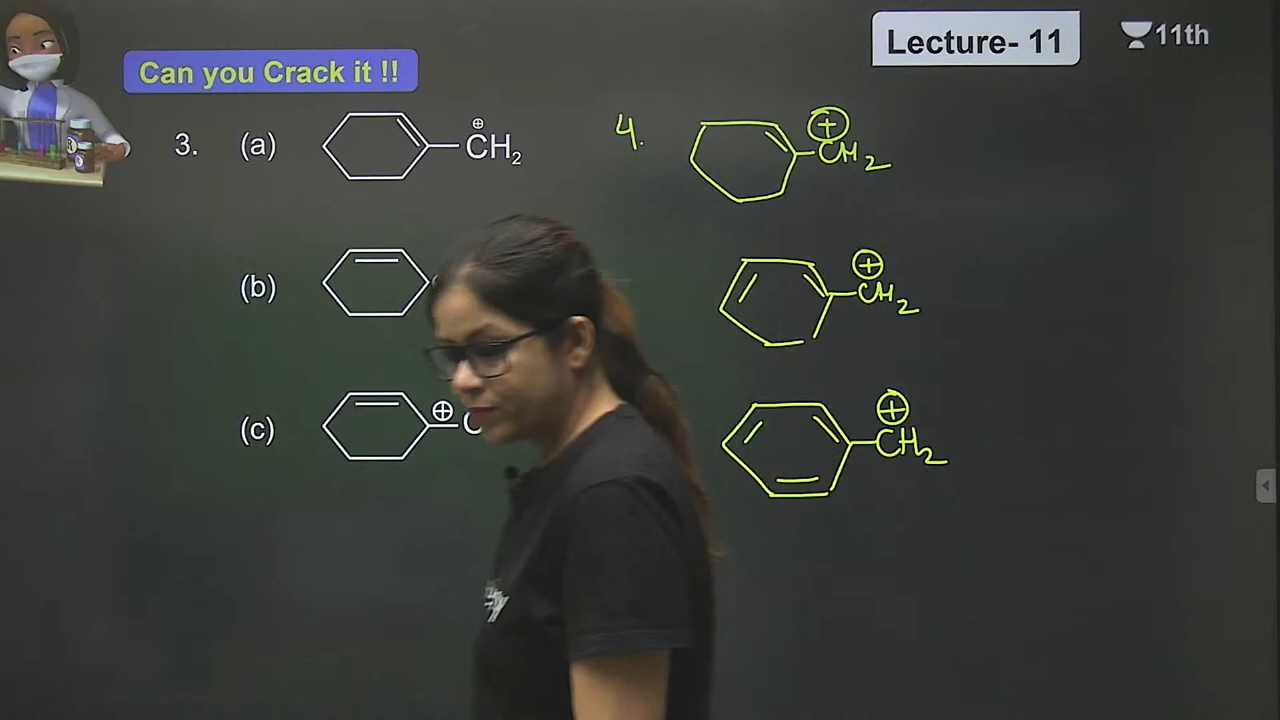 Lecture- 11
11th
Can you Crack it !!
3. (a) ⊕CH₂
(b)
(c) ⊕
4. ⊕CH₂
⊕CH₂
⊕CH₂